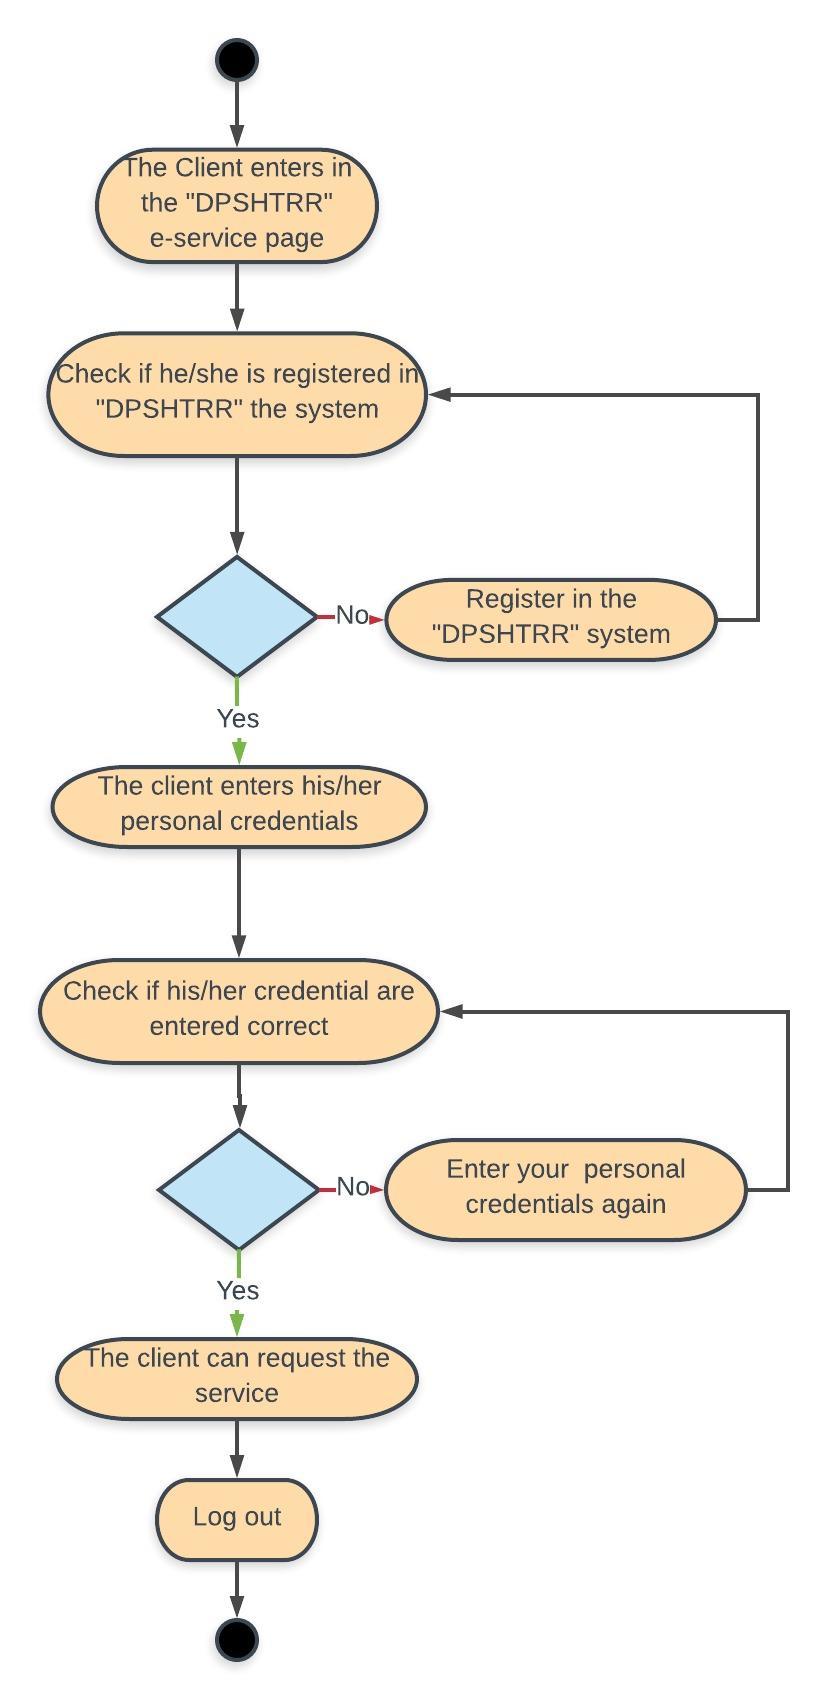 The Client enters in
the "DPSHTRR"
e-service page
Check if he/she is registered in
"DPSHTRR" the system
No
Register in the
"DPSHTRR" system
Yes
The client enters his/her
personal credentials
Check if his/her credential are
entered correct
No
Enter your  personal
credentials again
Yes
The client can request the
service
Log out